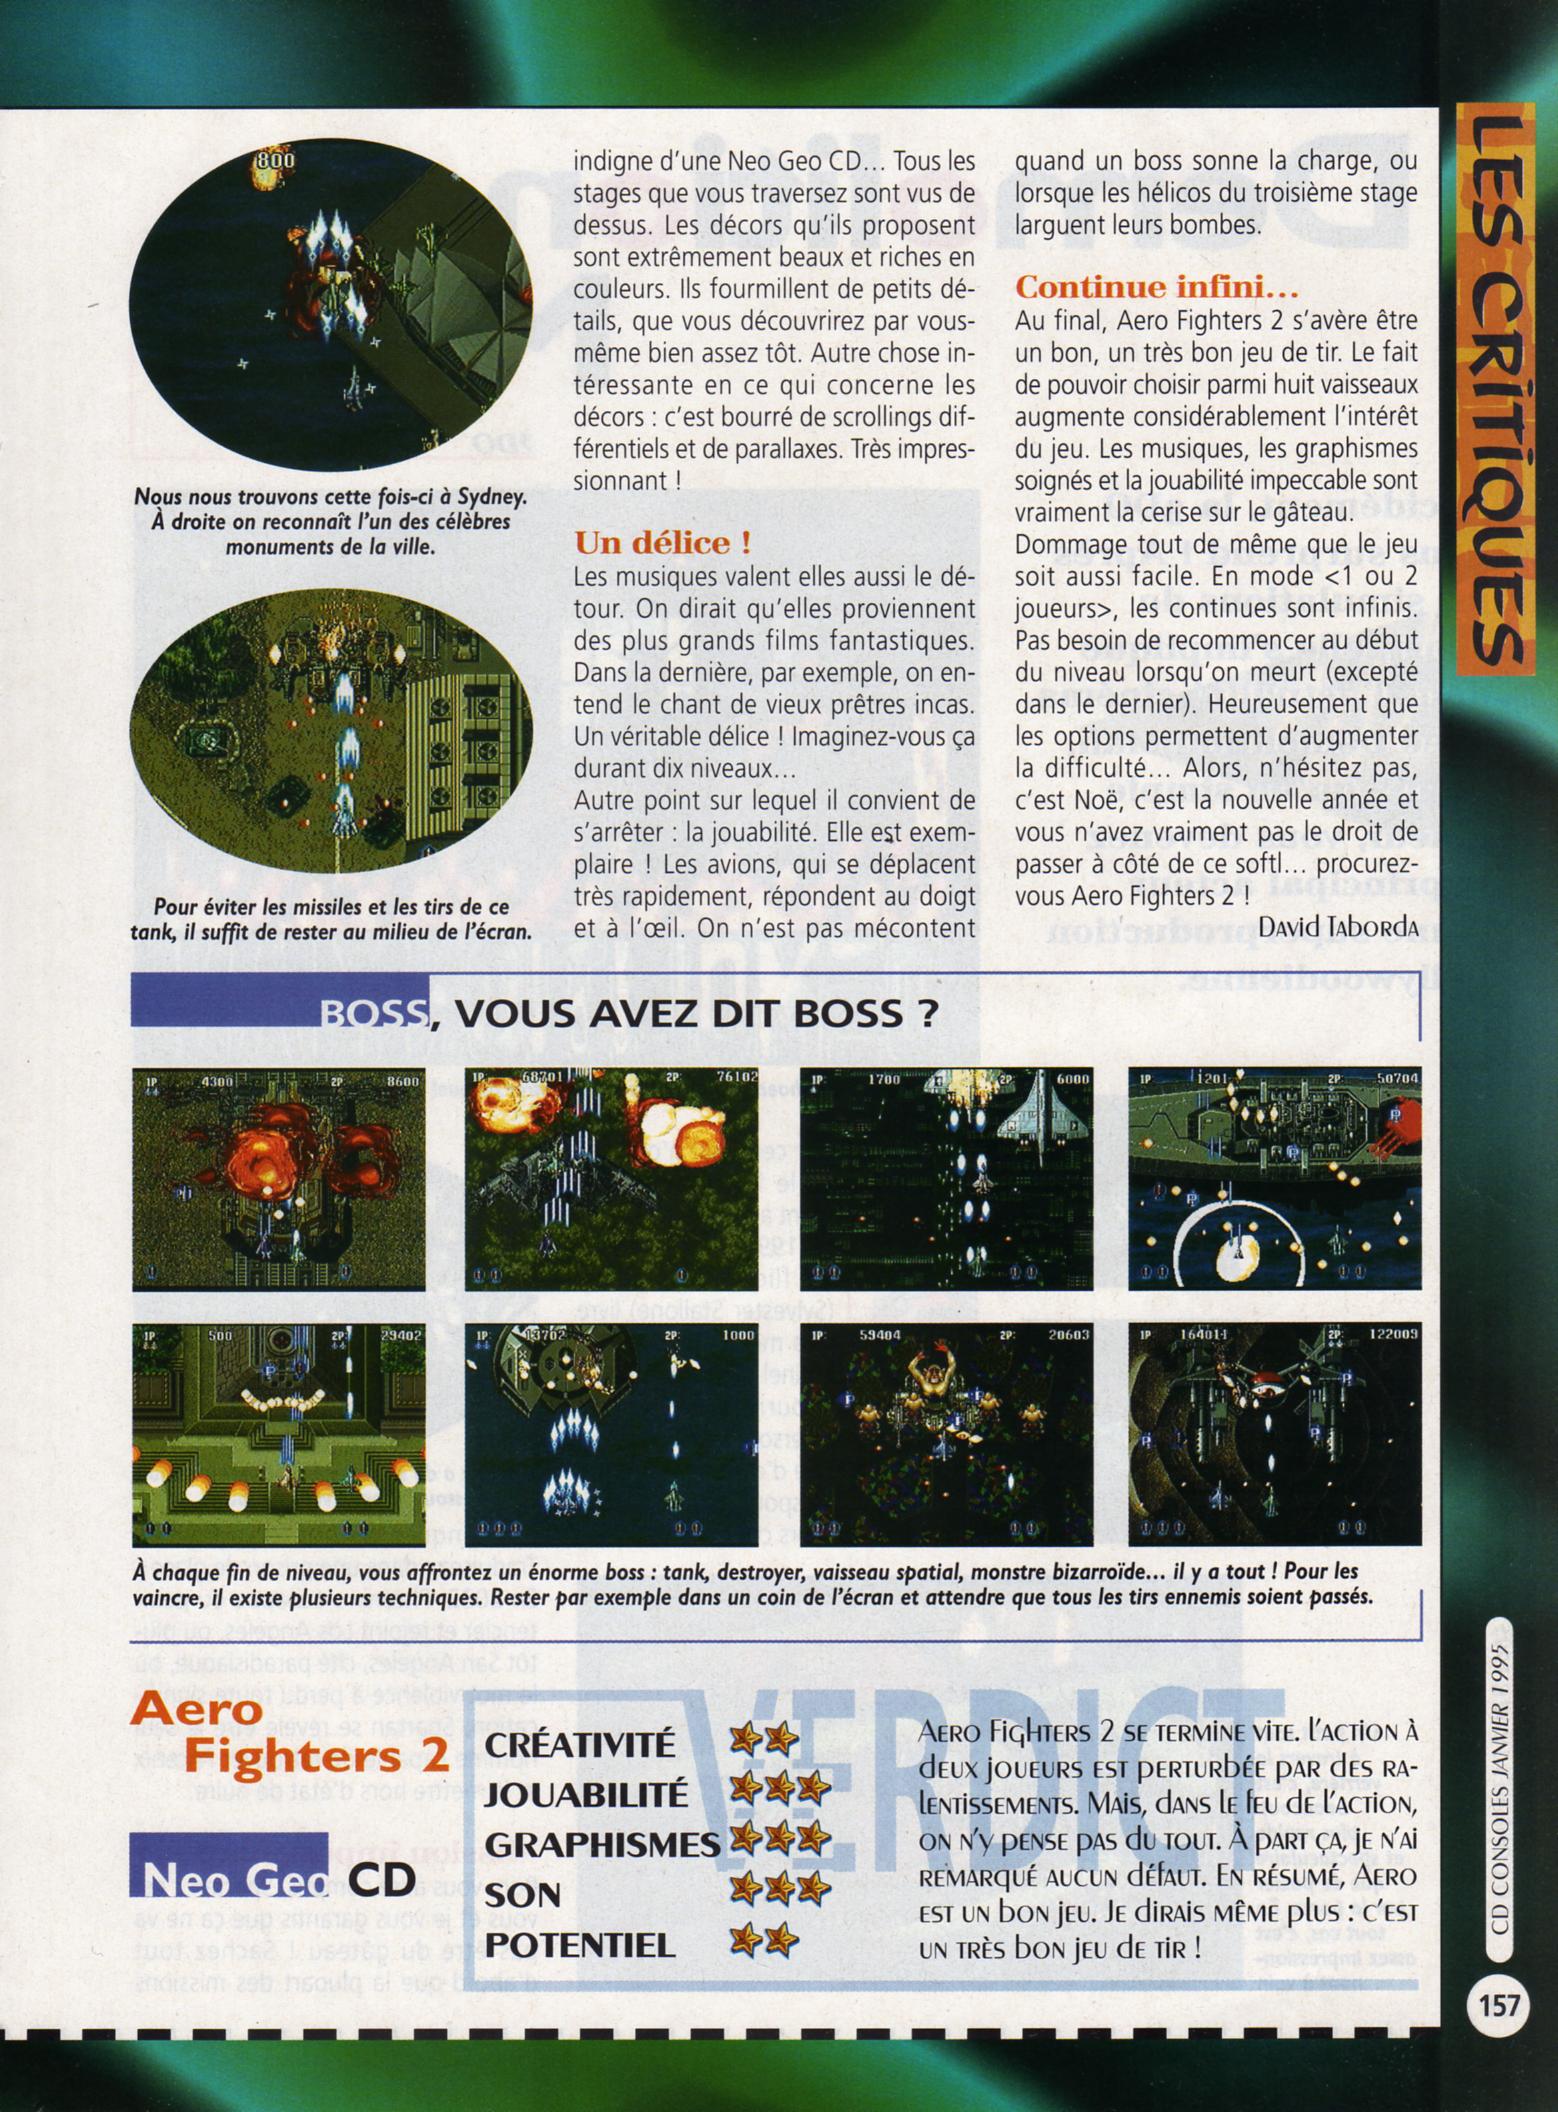 LES CRITIQUES
800
Nous nous trouvons cette fois-ci à Sydney.
À droite on reconnaît l'un des célèbres
monuments de la ville.
Pour éviter les missiles et les tirs de ce
tank, il suffit de rester au milieu de l'écran.
indigne d'une Neo Geo CD... Tous les
stages que vous traversez sont vus de
dessus. Les décors qu'ils proposent
sont extrêmement beaux et riches en
couleurs. Ils fourmillent de petits dé-
tails, que vous découvrirez par vous-
même bien assez tôt. Autre chose in-
téressante en ce qui concerne les
décors : c'est bourré de scrollings dif-
férentiels et de parallaxes. Très impres-
sionnant !
Un délice !
Les musiques valent elles aussi le dé-
tour. On dirait qu'elles proviennent
des plus grands films fantastiques.
Dans la dernière, par exemple, on en-
tend le chant de vieux prêtres incas.
Un véritable délice ! Imaginez-vous ça
durant dix niveaux...
Autre point sur lequel il convient de
s'arrêter : la jouabilité. Elle est exem-
plaire ! Les avions, qui se déplacent
très rapidement, répondent au doigt
et à l'œil. On n'est pas mécontent
quand un boss sonne la charge, ou
lorsque les hélicos du troisième stage
larguent leurs bombes.
Continue infini...
Au final, Aero Fighters 2 s'avère être
un bon, un très bon jeu de tir. Le fait
de pouvoir choisir parmi huit vaisseaux
augmente considérablement l'intérêt
du jeu. Les musiques, les graphismes
soignés et la jouabilité impeccable sont
vraiment la cerise sur le gâteau.
Dommage tout de même que le jeu
soit aussi facile. En mode <1 ou 2
joueurs>, les continues sont infinis.
Pas besoin de recommencer au début
du niveau lorsqu'on meurt (excepté
dans le dernier). Heureusement que
les options permettent d'augmenter
la difficulté... Alors, n'hésitez pas,
c'est Noë, c'est la nouvelle année et
vous n'avez vraiment pas le droit de
passer à côté de ce softl... procurez-
vous Aero Fighters 2 !
David Taborda
BOSS, VOUS AVEZ DIT BOSS ?
1P 4300 2P 8600
1P: 68701 2P: 76102
1P: 1700 2P: 6000
1P 1201 2P: 50704
1P 500 2P: 29402
1P: 13702 2P: 1000
1P: 59404 2P: 20603
1P 164011 2P: 122009
À chaque fin de niveau, vous affrontez un énorme boss : tank, destroyer, vaisseau spatial, monstre bizarroïde... il y a tout ! Pour les
vaincre, il existe plusieurs techniques. Rester par exemple dans un coin de l'écran et attendre que tous les tirs ennemis soient passés.
Aero
Fighters 2
Neo Geo CD
VERDICT
CRÉATIVITÉ
JOUABILITÉ
GRAPHISMES
SON
POTENTIEL
AERO FIGHTERS 2 SE TERMINE VITE. L'ACTION À
DEUX JOUEURS EST PERTURBÉE PAR DES RA-
LENTISSEMENTS. MAIS, DANS LE FEU DE L'ACTION,
ON N'Y PENSE PAS DU TOUT. À PART ÇA, JE N'AI
REMARQUÉ AUCUN DÉFAUT. EN RÉSUMÉ, AERO
EST UN BON JEU. JE DIRAIS MÊME PLUS : C'EST
UN TRÈS BON JEU DE TIR !
CD CONSOLES JANVIER 1995
157